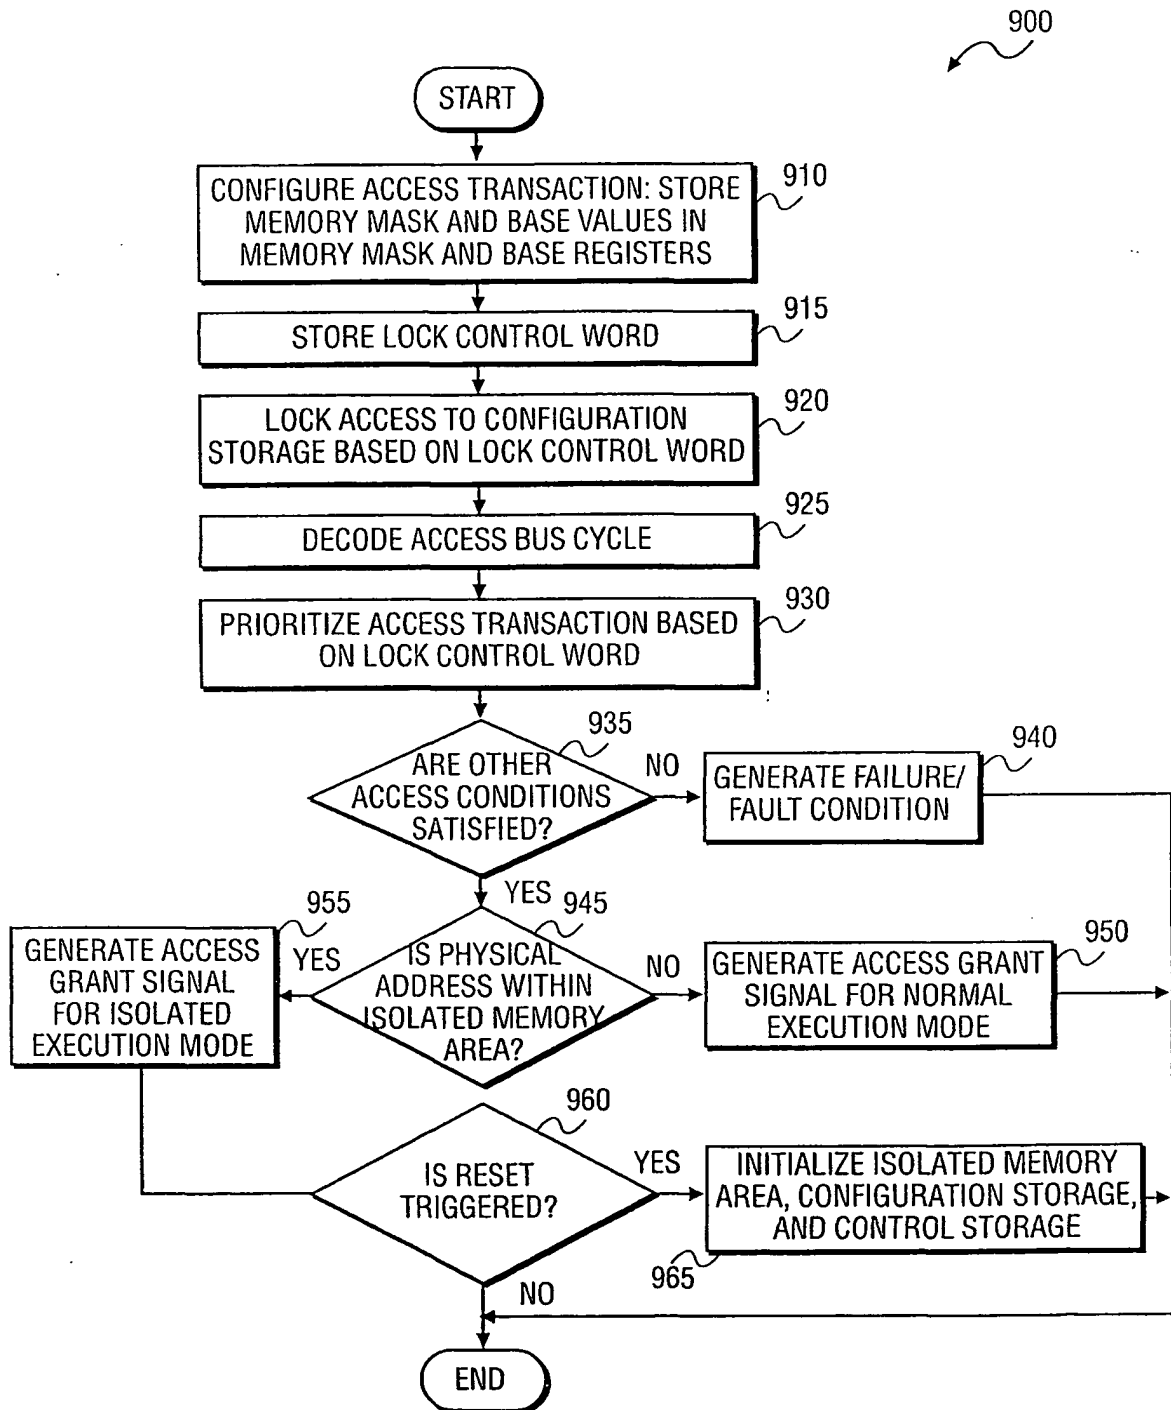 900
START
CONFIGURE ACCESS TRANSACTION: STORE
MEMORY MASK AND BASE VALUES IN
MEMORY MASK AND BASE REGISTERS
910
STORE LOCK CONTROL WORD
915
LOCK ACCESS TO CONFIGURATION
STORAGE BASED ON LOCK CONTROL WORD
920
DECODE ACCESS BUS CYCLE
925
PRIORITIZE ACCESS TRANSACTION BASED
ON LOCK CONTROL WORD
930
ARE OTHER
ACCESS CONDITIONS
SATISFIED?
935
NO
GENERATE FAILURE/
FAULT CONDITION
940
YES
IS PHYSICAL
ADDRESS WITHIN
ISOLATED MEMORY
AREA?
945
YES
GENERATE ACCESS
GRANT SIGNAL
FOR ISOLATED
EXECUTION MODE
955
NO
GENERATE ACCESS GRANT
SIGNAL FOR NORMAL
EXECUTION MODE
950
IS RESET
TRIGGERED?
960
YES
INITIALIZE ISOLATED MEMORY
AREA, CONFIGURATION STORAGE,
AND CONTROL STORAGE
965
NO
END